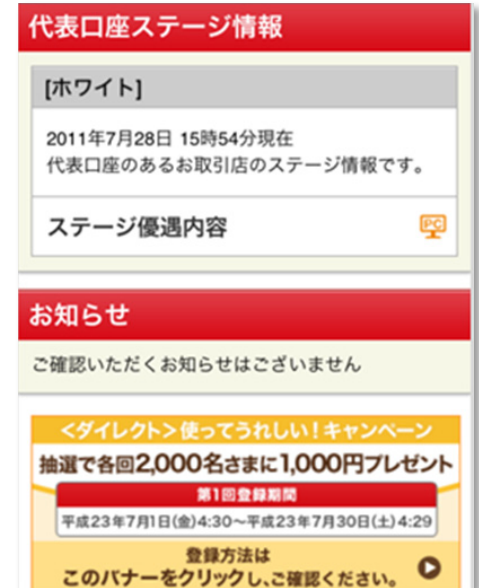 代表口座ステージ情報
[ホワイト]
2011年7月28日 15時54分現在
代表口座のあるお取引店のステージ情報です。
ステージ優遇内容
PC
お知らせ
ご確認いただくお知らせはございません
＜ダイレクト＞使ってうれしい！キャンペーン
抽選で各回2,000名さまに1,000円プレゼント
第1回登録期間
平成23年7月1日(金)4:30～平成23年7月30日(土)4:29
登録方法は
このバナーをクリックし、ご確認ください。